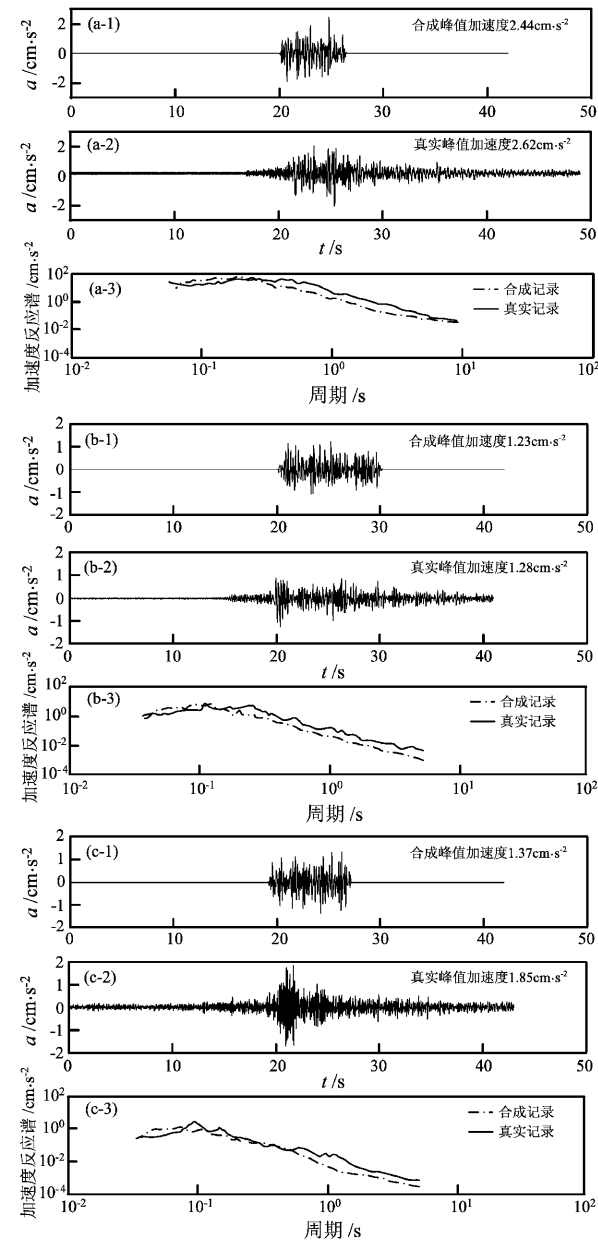 (a-1) 合成峰值加速度2.44cm·s-2
a /cm·s-2
2
0
-2
0 10 20 30 40 50
(a-2) 真实峰值加速度2.62cm·s-2
a /cm·s-2
2
0
-2
0 10 20 30 40 50
t /s
(a-3) 合成记录
真实记录
加速度反应谱 /cm·s-2
102
100
10-2
10-4
10-2 10-1 100 101 102
周期 /s
(b-1) 合成峰值加速度1.23cm·s-2
a /cm·s-2
2
1
0
-1
-2
0 10 20 30 40 50
(b-2) 真实峰值加速度1.28cm·s-2
a /cm·s-2
2
1
0
-1
-2
0 10 20 30 40 50
t /s
(b-3) 合成记录
真实记录
加速度反应谱 /cm·s-2
102
100
10-2
10-4
10-2 10-1 100 101 102
周期 /s
(c-1) 合成峰值加速度1.37cm·s-2
a /cm·s-2
2
1
0
-1
-2
0 10 20 30 40 50
(c-2) 真实峰值加速度1.85cm·s-2
a /cm·s-2
2
1
0
-1
-2
0 10 20 30 40 50
t /s
(c-3) 合成记录
真实记录
加速度反应谱 /cm·s-2
102
100
10-2
10-4
10-2 10-1 100 101 102
周期 /s